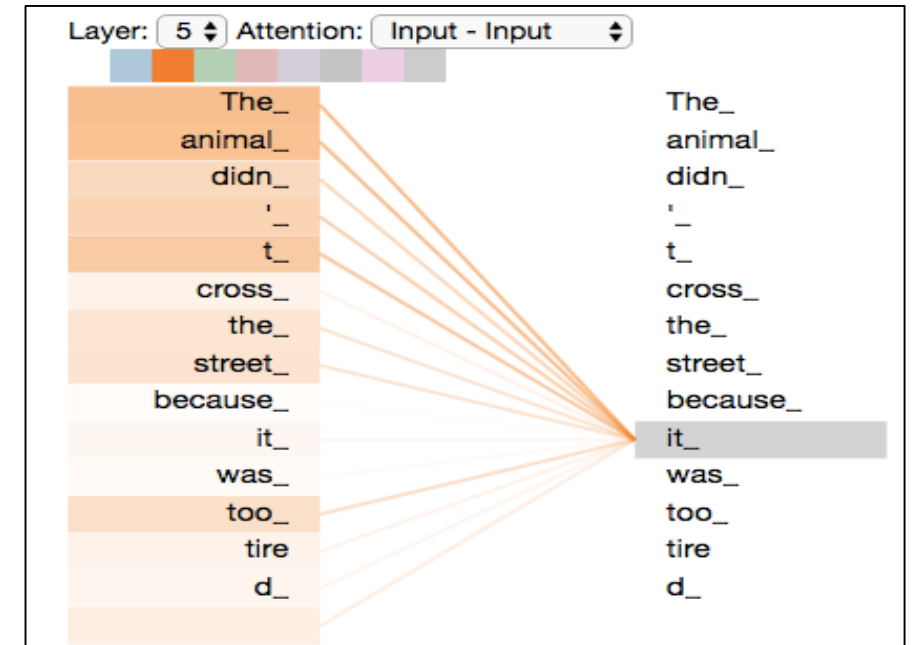 Layer: 5 Attention: Input - Input
The_ The_
animal_ animal_
didn_ didn_
'_ '_
t_ t_
cross_ cross_
the_ the_
street_ street_
because_ because_
it_ it_
was_ was_
too_ too_
tire tire
d_ d_